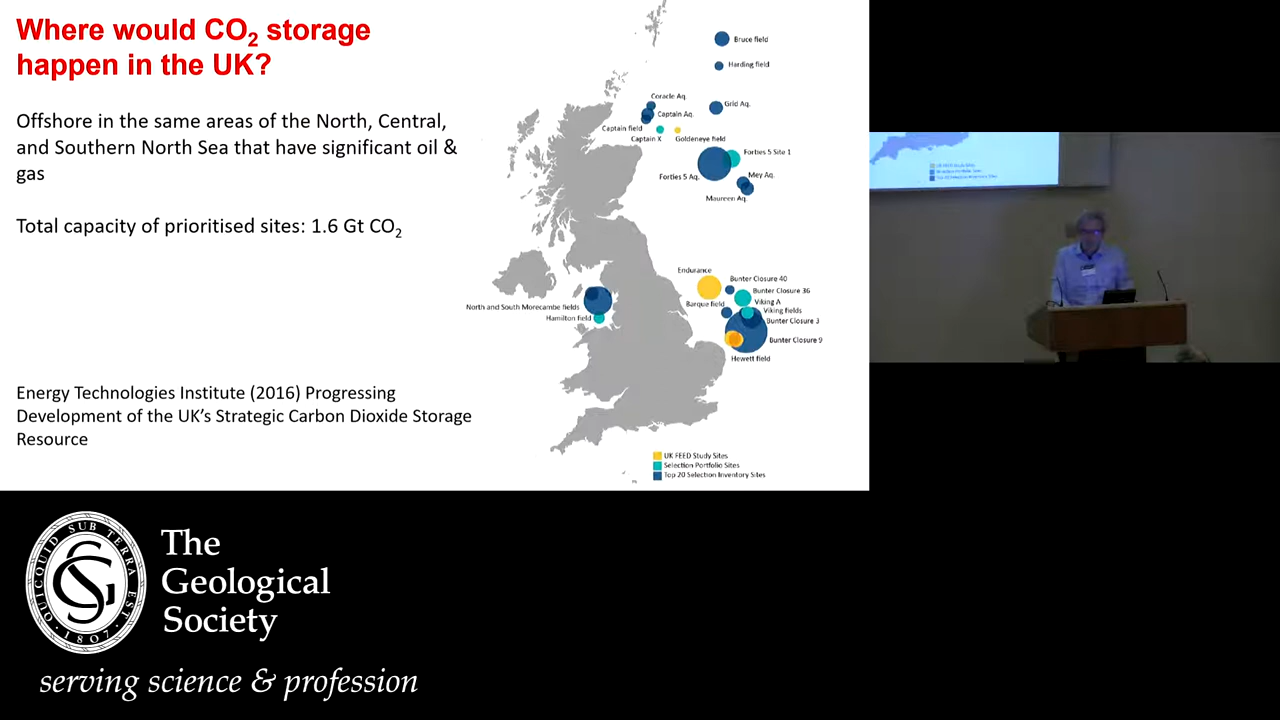 Where would CO₂ storage
happen in the UK?
Offshore in the same areas of the North, Central,
and Southern North Sea that have significant oil &
gas
Total capacity of prioritised sites: 1.6 Gt CO₂
Energy Technologies Institute (2016) Progressing
Development of the UK's Strategic Carbon Dioxide Storage
Resource
Bruce field
Harding field
Coracle Aq.
Grid Aq.
Captain Aq.
Captain field
Captain X
Goldeneye field
Forties 5 Site 1
Forties 5 Aq.
Mey Aq.
Maureen Aq.
Endurance
Bunter Closure 40
Bunter Closure 36
Viking A
Barque field
Viking fields
Bunter Closure 3
Bunter Closure 9
Hewett field
North and South Morecambe fields
Hamilton field
UK FEED Study Sites
Selection Portfolio Sites
Top 20 Selection Inventory Sites
QUICQUID SUB TERRA EST
1807
The
Geological
Society
serving science & profession